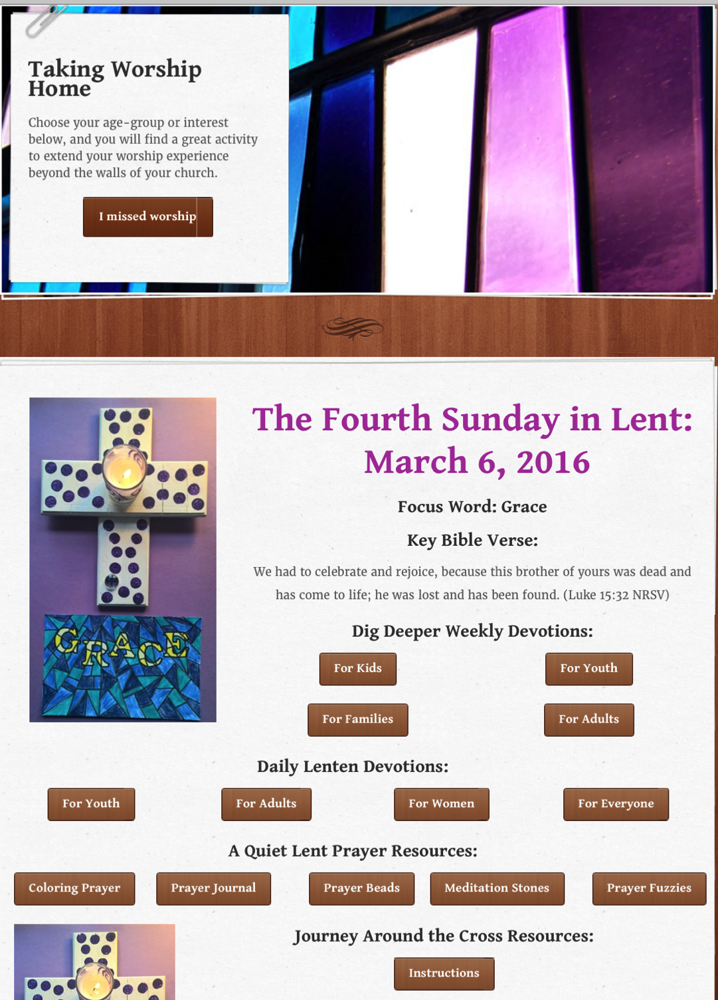 Taking Worship
Home
Choose your age-group or interest
below, and you will find a great activity
to extend your worship experience
beyond the walls of your church.
I missed worship
The Fourth Sunday in Lent:
March 6, 2016
Focus Word: Grace
Key Bible Verse:
We had to celebrate and rejoice, because this brother of yours was dead and
has come to life; he was lost and has been found. (Luke 15:32 NRSV)
GRACE
Dig Deeper Weekly Devotions:
For Kids
For Youth
For Families
For Adults
Daily Lenten Devotions:
For Youth
For Adults
For Women
For Everyone
A Quiet Lent Prayer Resources:
Coloring Prayer
Prayer Journal
Prayer Beads
Meditation Stones
Prayer Fuzzies
Journey Around the Cross Resources:
Instructions